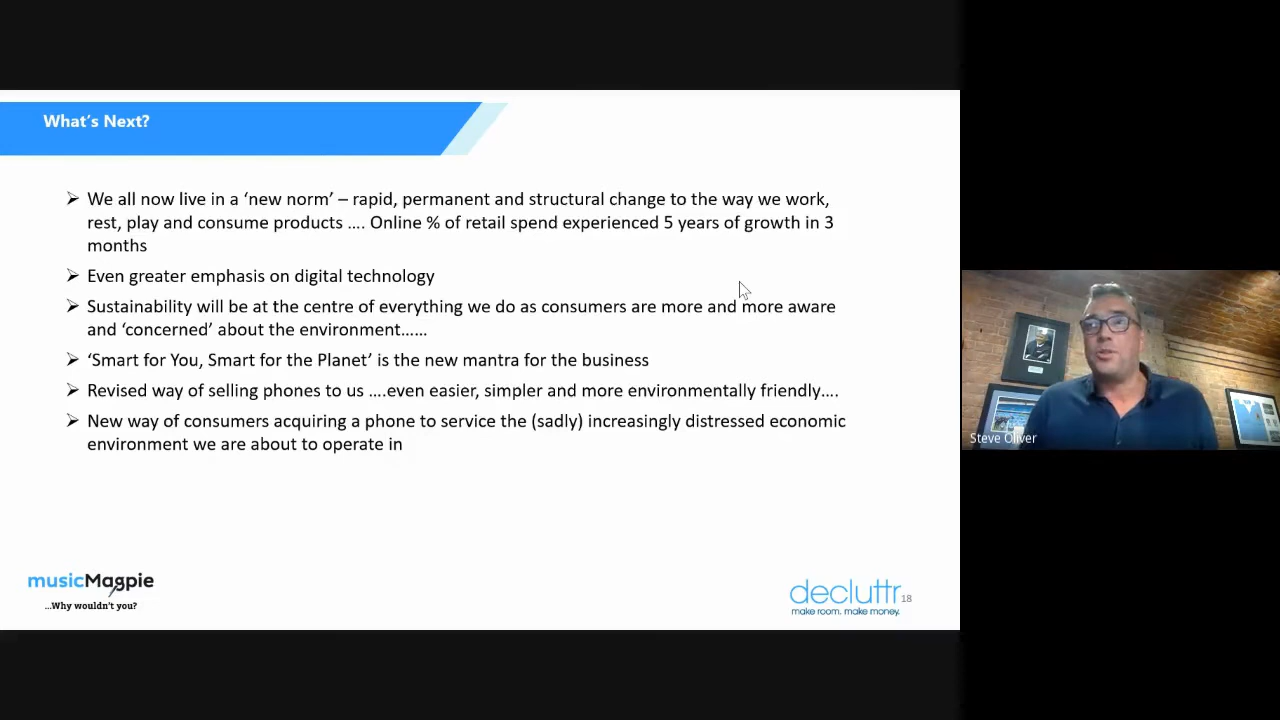 What's Next?
We all now live in a ‘new norm’ – rapid, permanent and structural change to the way we work,
rest, play and consume products …. Online % of retail spend experienced 5 years of growth in 3
months
Even greater emphasis on digital technology
Sustainability will be at the centre of everything we do as consumers are more and more aware
and ‘concerned’ about the environment……
‘Smart for You, Smart for the Planet’ is the new mantra for the business
Revised way of selling phones to us ….even easier, simpler and more environmentally friendly….
New way of consumers acquiring a phone to service the (sadly) increasingly distressed economic
environment we are about to operate in
musicMagpie
...Why wouldn't you?
decluttr
make room. make money.
18
Steve Oliver